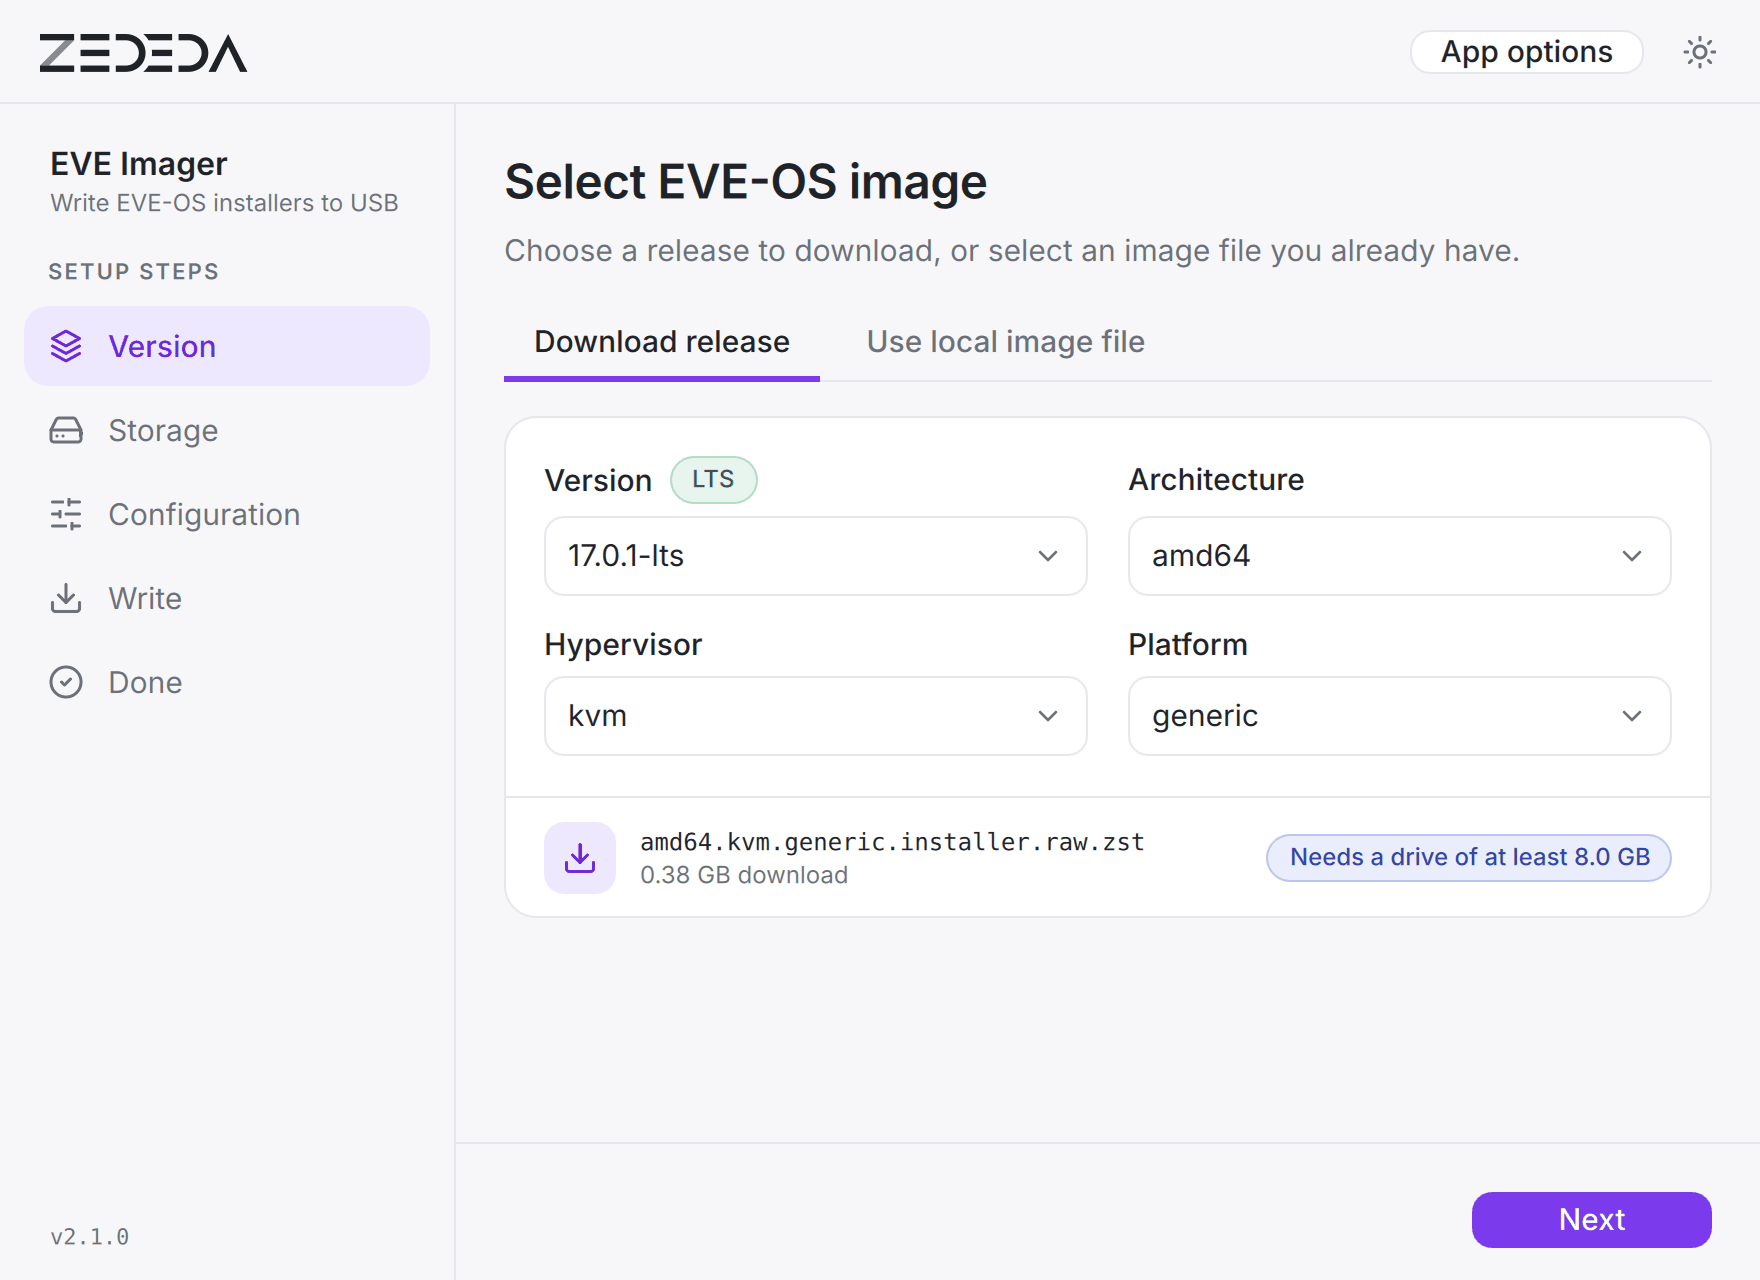 ZEDEDA
App options
EVE Imager
Write EVE-OS installers to USB
SETUP STEPS
Version
Storage
Configuration
Write
Done
v2.1.0
Select EVE-OS image
Choose a release to download, or select an image file you already have.
Download release
Use local image file
Version LTS
17.0.1-lts
Architecture
amd64
Hypervisor
kvm
Platform
generic
amd64.kvm.generic.installer.raw.zst
0.38 GB download
Needs a drive of at least 8.0 GB
Next